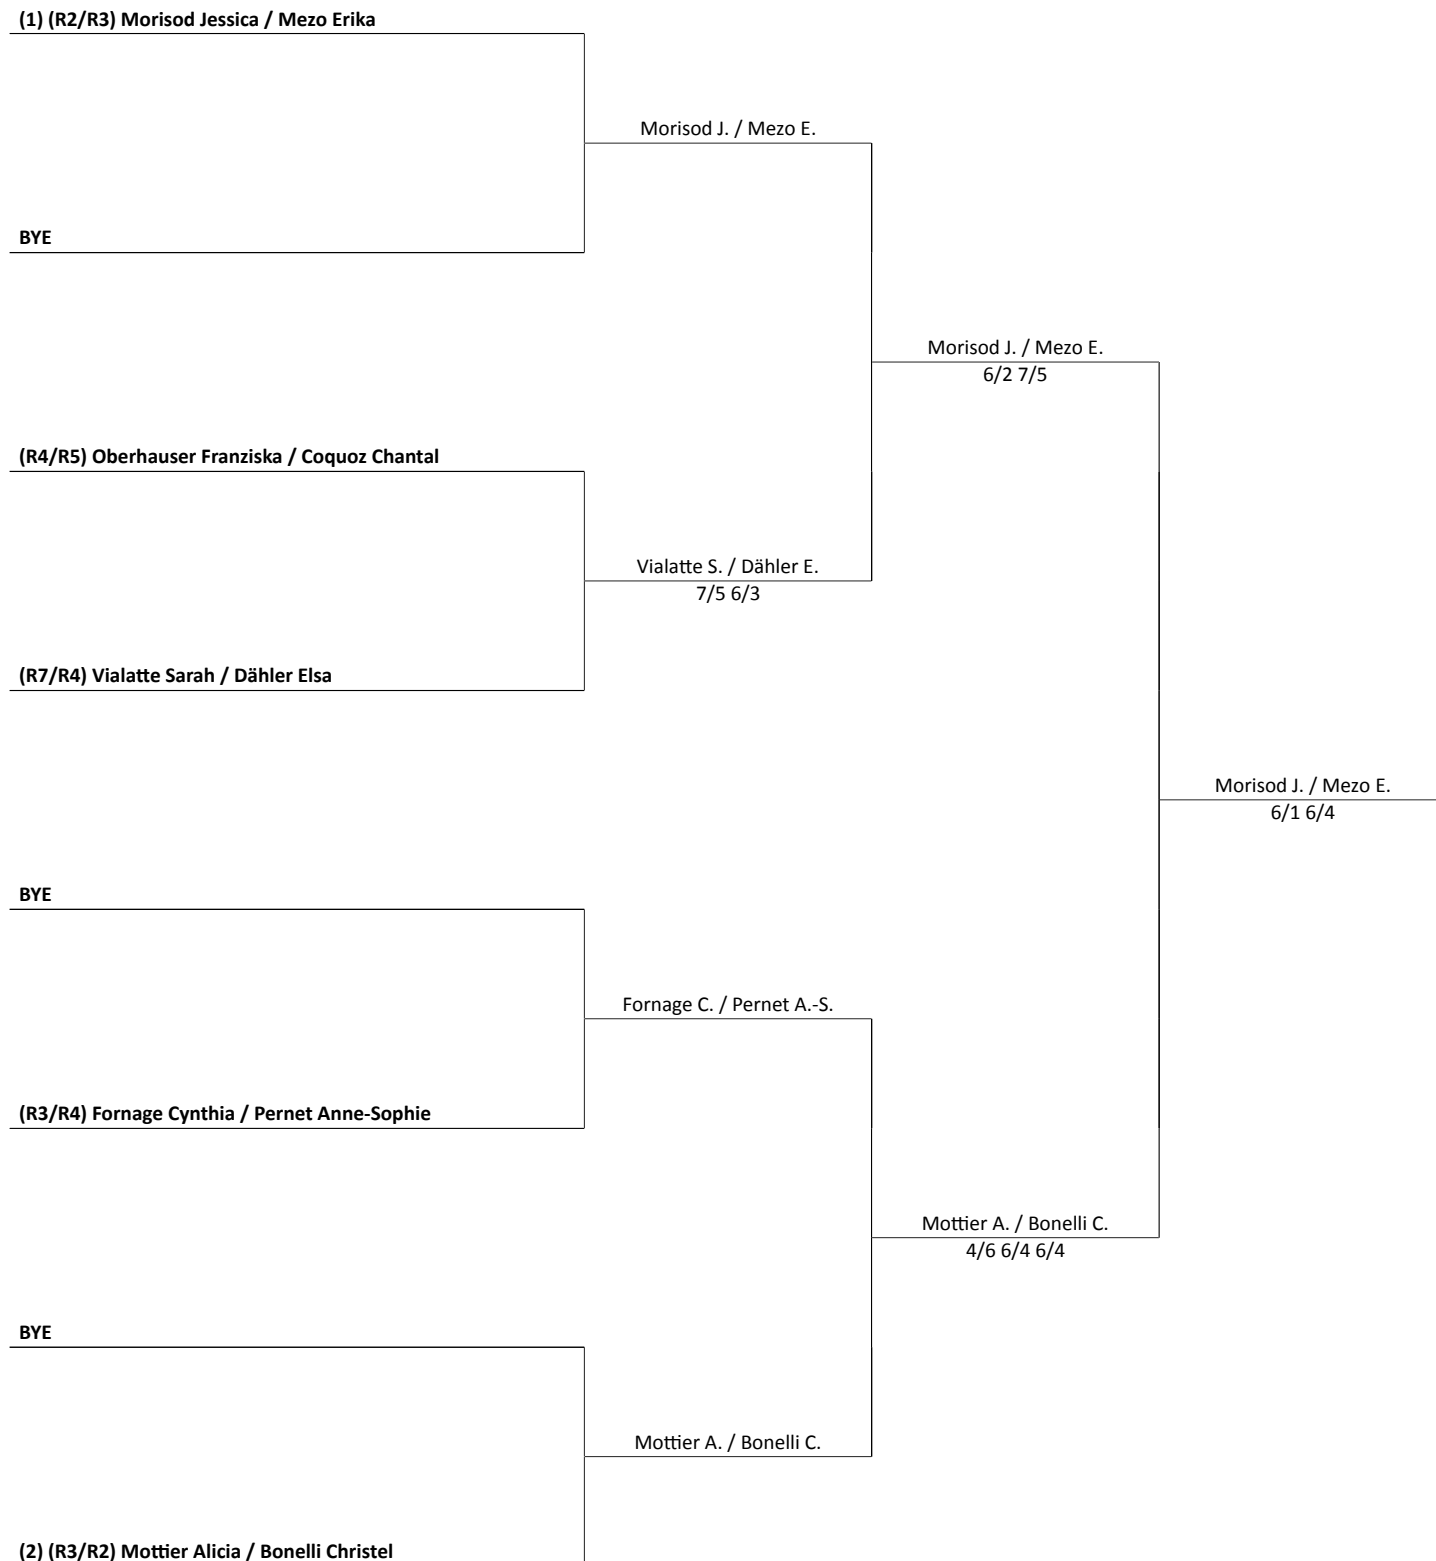 (1) (R2/R3) Morisod Jessica / Mezo Erika
Morisod J. / Mezo E.
BYE
Morisod J. / Mezo E.
6/2 7/5
(R4/R5) Oberhauser Franziska / Coquoz Chantal
Vialatte S. / Dähler E.
7/5 6/3
(R7/R4) Vialatte Sarah / Dähler Elsa
Morisod J. / Mezo E.
6/1 6/4
BYE
Fornage C. / Pernet A.-S.
(R3/R4) Fornage Cynthia / Pernet Anne-Sophie
Mottier A. / Bonelli C.
4/6 6/4 6/4
BYE
Mottier A. / Bonelli C.
(2) (R3/R2) Mottier Alicia / Bonelli Christel